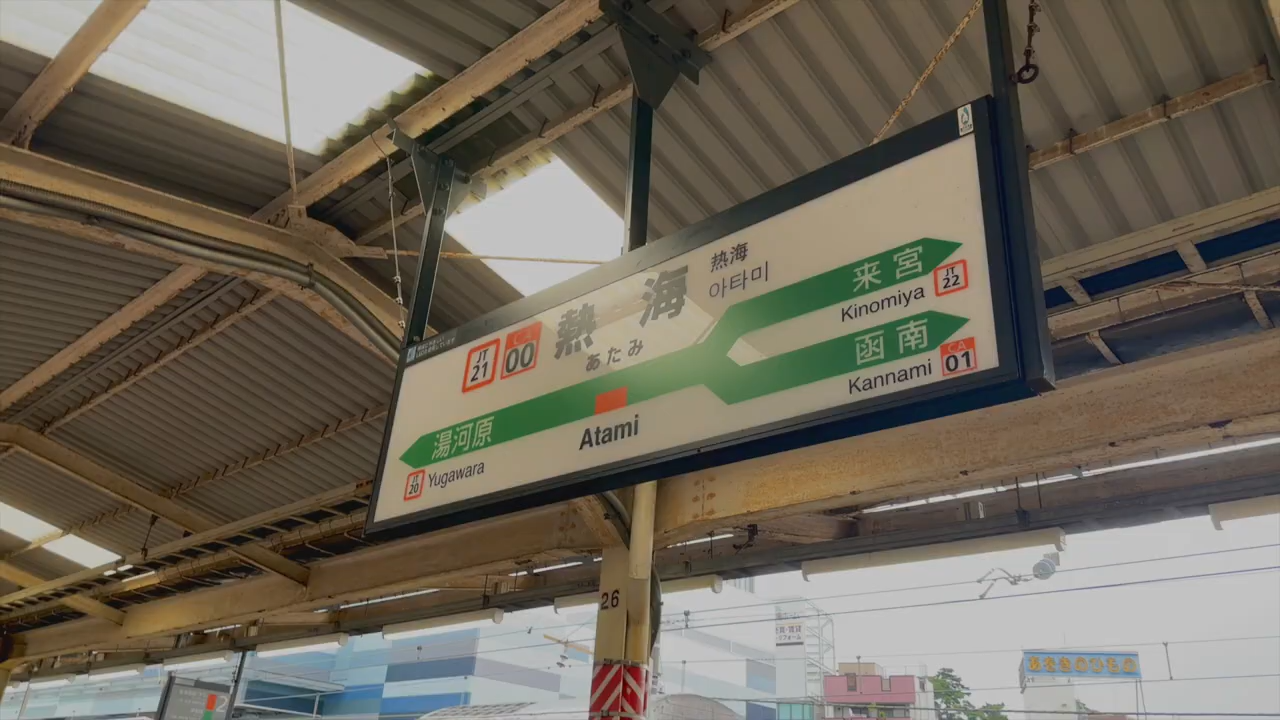 熱海
JT
21
CA
00
熱海
あたみ
아타미
来宮
Kinomiya
JT
22
函南
Kannami
CA
01
湯河原
JT
20
Yugawara
Atami
26